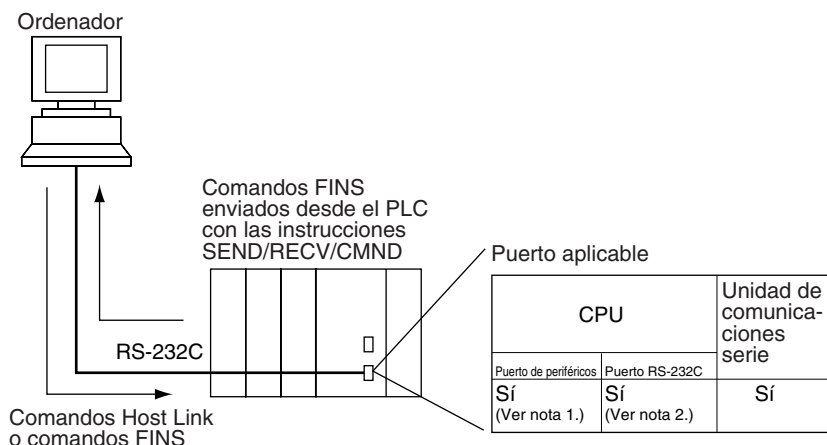 Ordenador
Comandos FINS
enviados desde el PLC
con las instrucciones
SEND/RECV/CMND
RS-232C
Comandos Host Link
o comandos FINS
Puerto aplicable
CPU
Unidad de
comunica-
ciones
serie
Puerto de periféricos
Puerto RS-232C
Sí
(Ver nota 1.)
Sí
(Ver nota 2.)
Sí